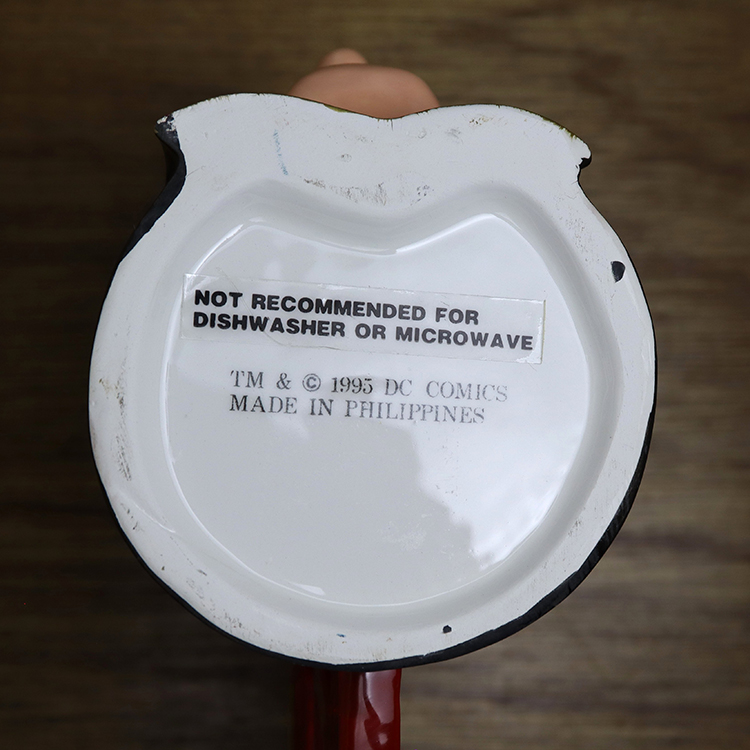 NOT RECOMMENDED FOR
DISHWASHER OR MICROWAVE
TM & © 1995 DC COMICS
MADE IN PHILIPPINES